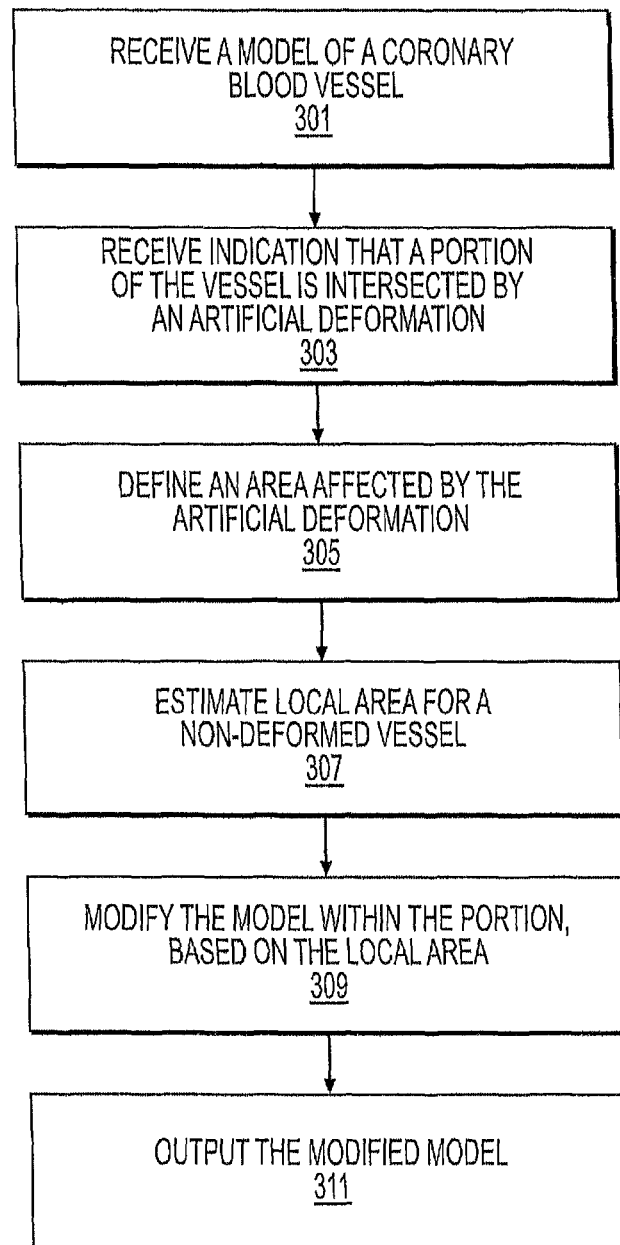 RECEIVE A MODEL OF A CORONARY
BLOOD VESSEL
301
RECEIVE INDICATION THAT A PORTION
OF THE VESSEL IS INTERSECTED BY
AN ARTIFICIAL DEFORMATION
303
DEFINE AN AREA AFFECTED BY THE
ARTIFICIAL DEFORMATION
305
ESTIMATE LOCAL AREA FOR A
NON-DEFORMED VESSEL
307
MODIFY THE MODEL WITHIN THE PORTION,
BASED ON THE LOCAL AREA
309
OUTPUT THE MODIFIED MODEL
311